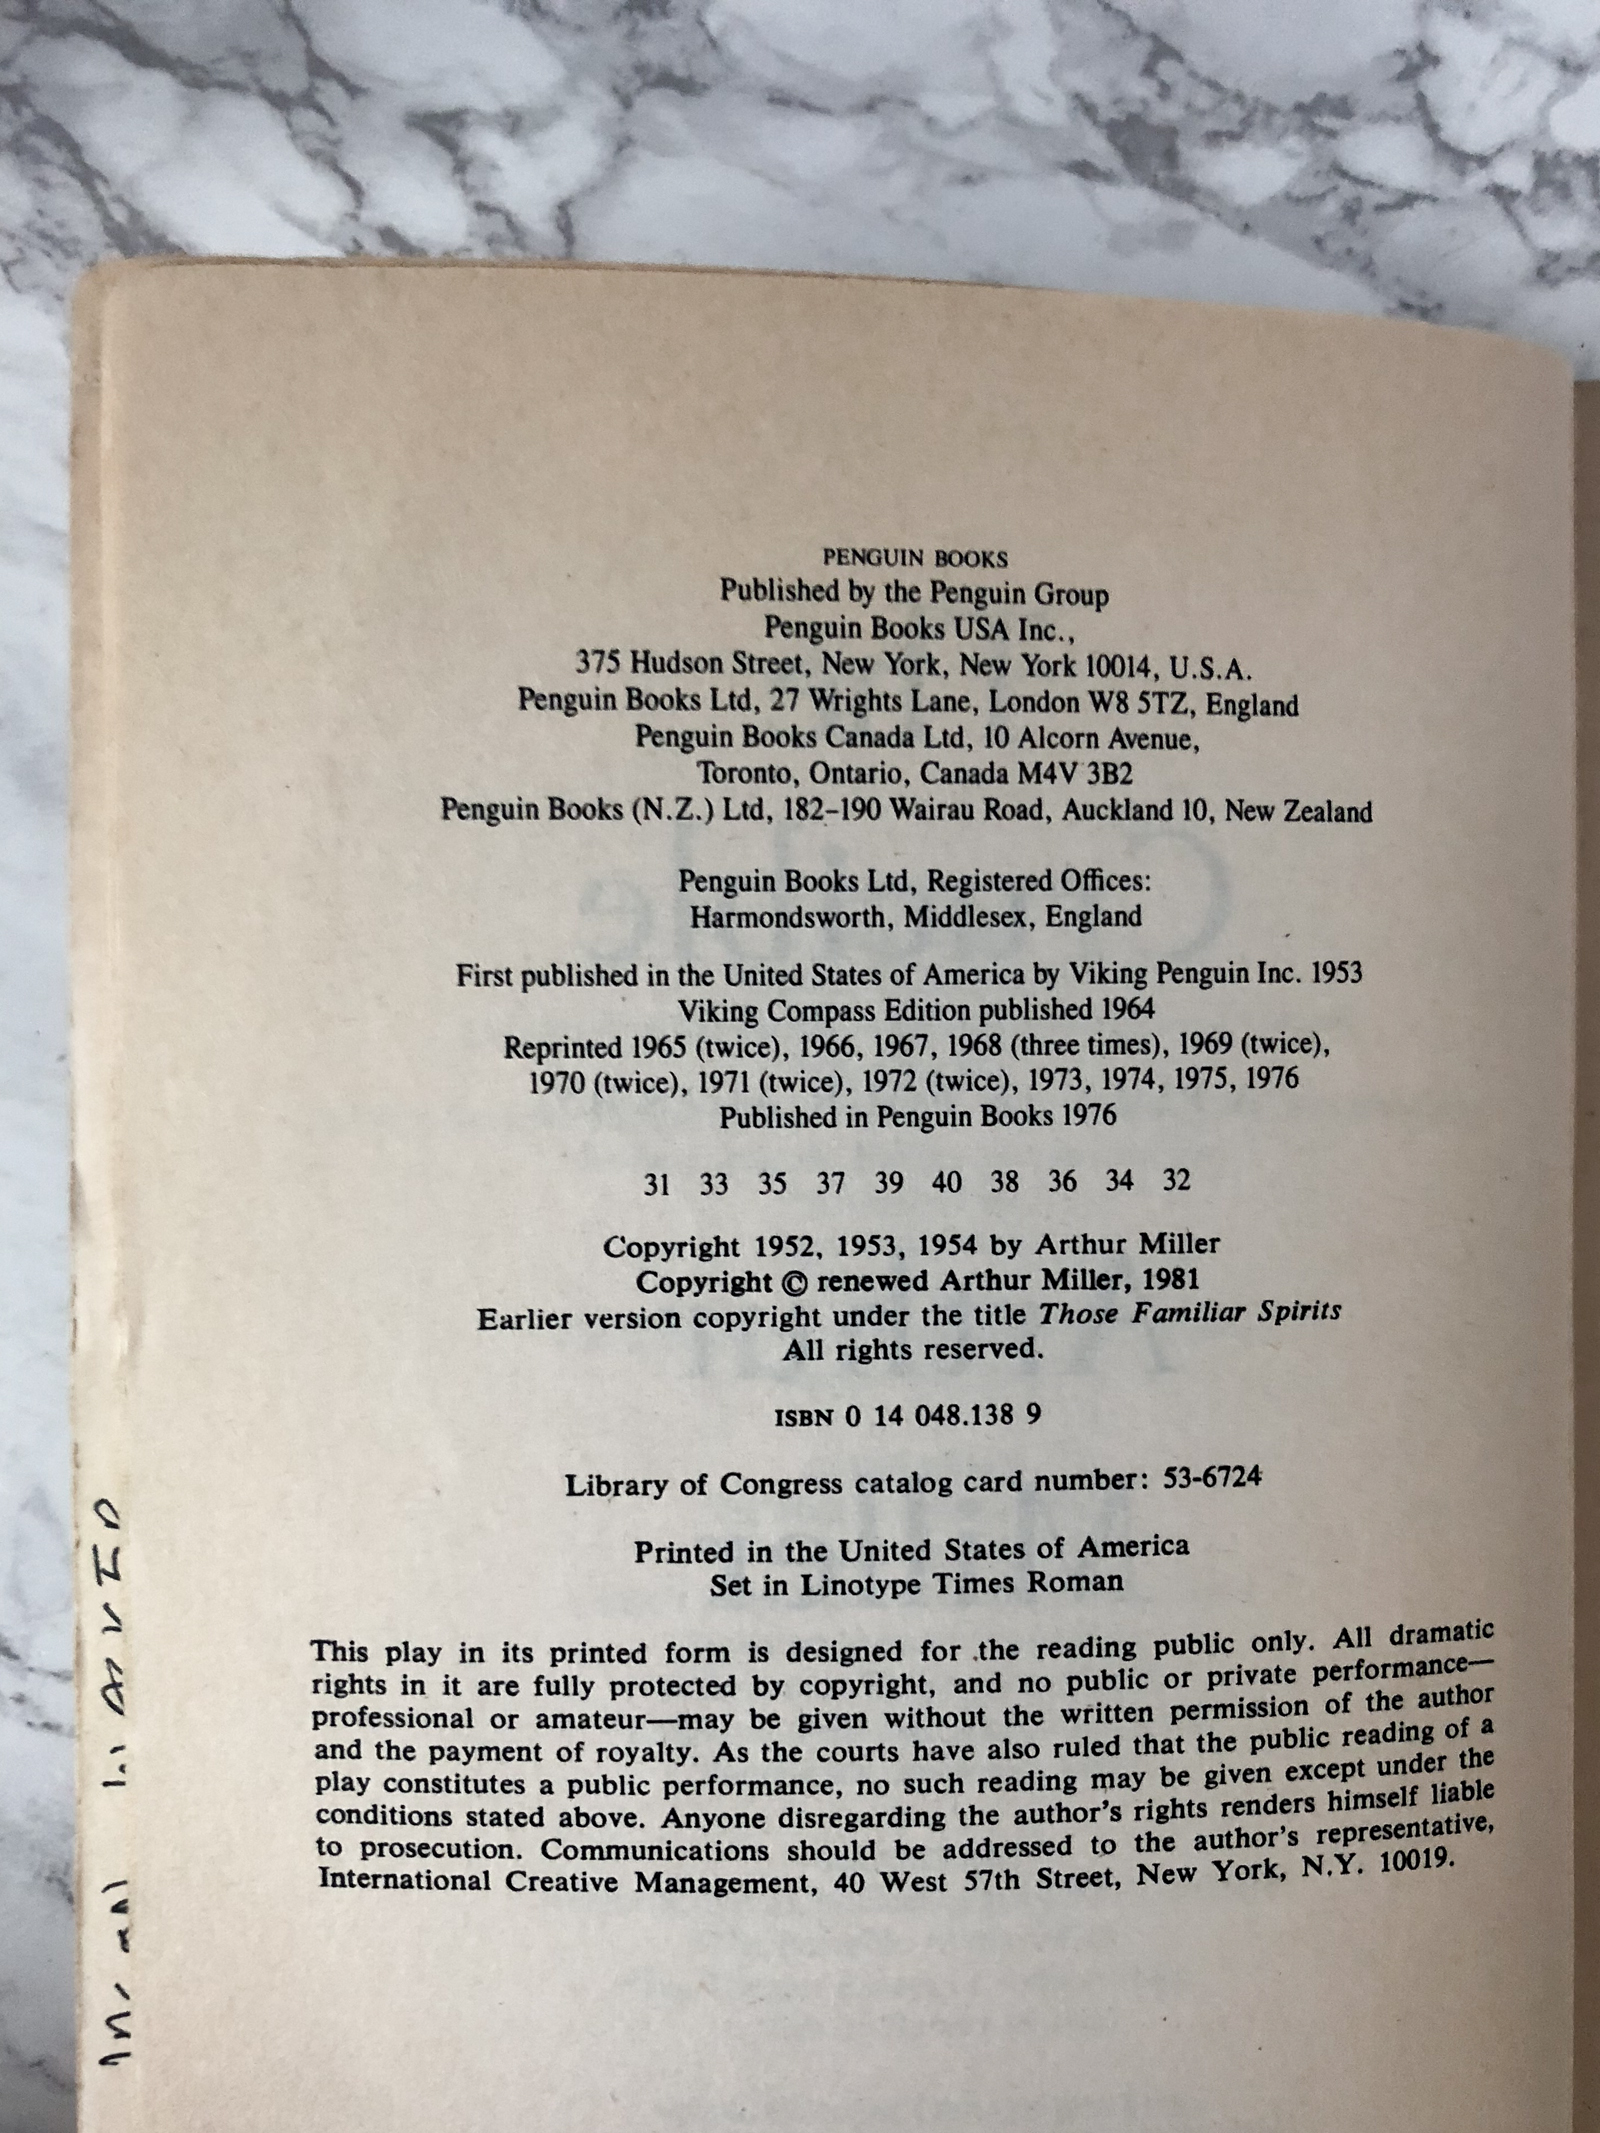 PENGUIN BOOKS
Published by the Penguin Group
Penguin Books USA Inc.,
375 Hudson Street, New York, New York 10014, U.S.A.
Penguin Books Ltd, 27 Wrights Lane, London W8 5TZ, England
Penguin Books Canada Ltd, 10 Alcorn Avenue,
Toronto, Ontario, Canada M4V 3B2
Penguin Books (N.Z.) Ltd, 182–190 Wairau Road, Auckland 10, New Zealand
Penguin Books Ltd, Registered Offices:
Harmondsworth, Middlesex, England
First published in the United States of America by Viking Penguin Inc. 1953
Viking Compass Edition published 1964
Reprinted 1965 (twice), 1966, 1967, 1968 (three times), 1969 (twice),
1970 (twice), 1971 (twice), 1972 (twice), 1973, 1974, 1975, 1976
Published in Penguin Books 1976
31 33 35 37 39 40 38 36 34 32
Copyright 1952, 1953, 1954 by Arthur Miller
Copyright © renewed Arthur Miller, 1981
Earlier version copyright under the title Those Familiar Spirits
All rights reserved.
ISBN 0 14 048.138 9
Library of Congress catalog card number: 53-6724
Printed in the United States of America
Set in Linotype Times Roman
This play in its printed form is designed for the reading public only. All dramatic
rights in it are fully protected by copyright, and no public or private performance—
professional or amateur—may be given without the written permission of the author
and the payment of royalty. As the courts have also ruled that the public reading of a
play constitutes a public performance, no such reading may be given except under the
conditions stated above. Anyone disregarding the author's rights renders himself liable
to prosecution. Communications should be addressed to the author's representative,
International Creative Management, 40 West 57th Street, New York, N.Y. 10019.